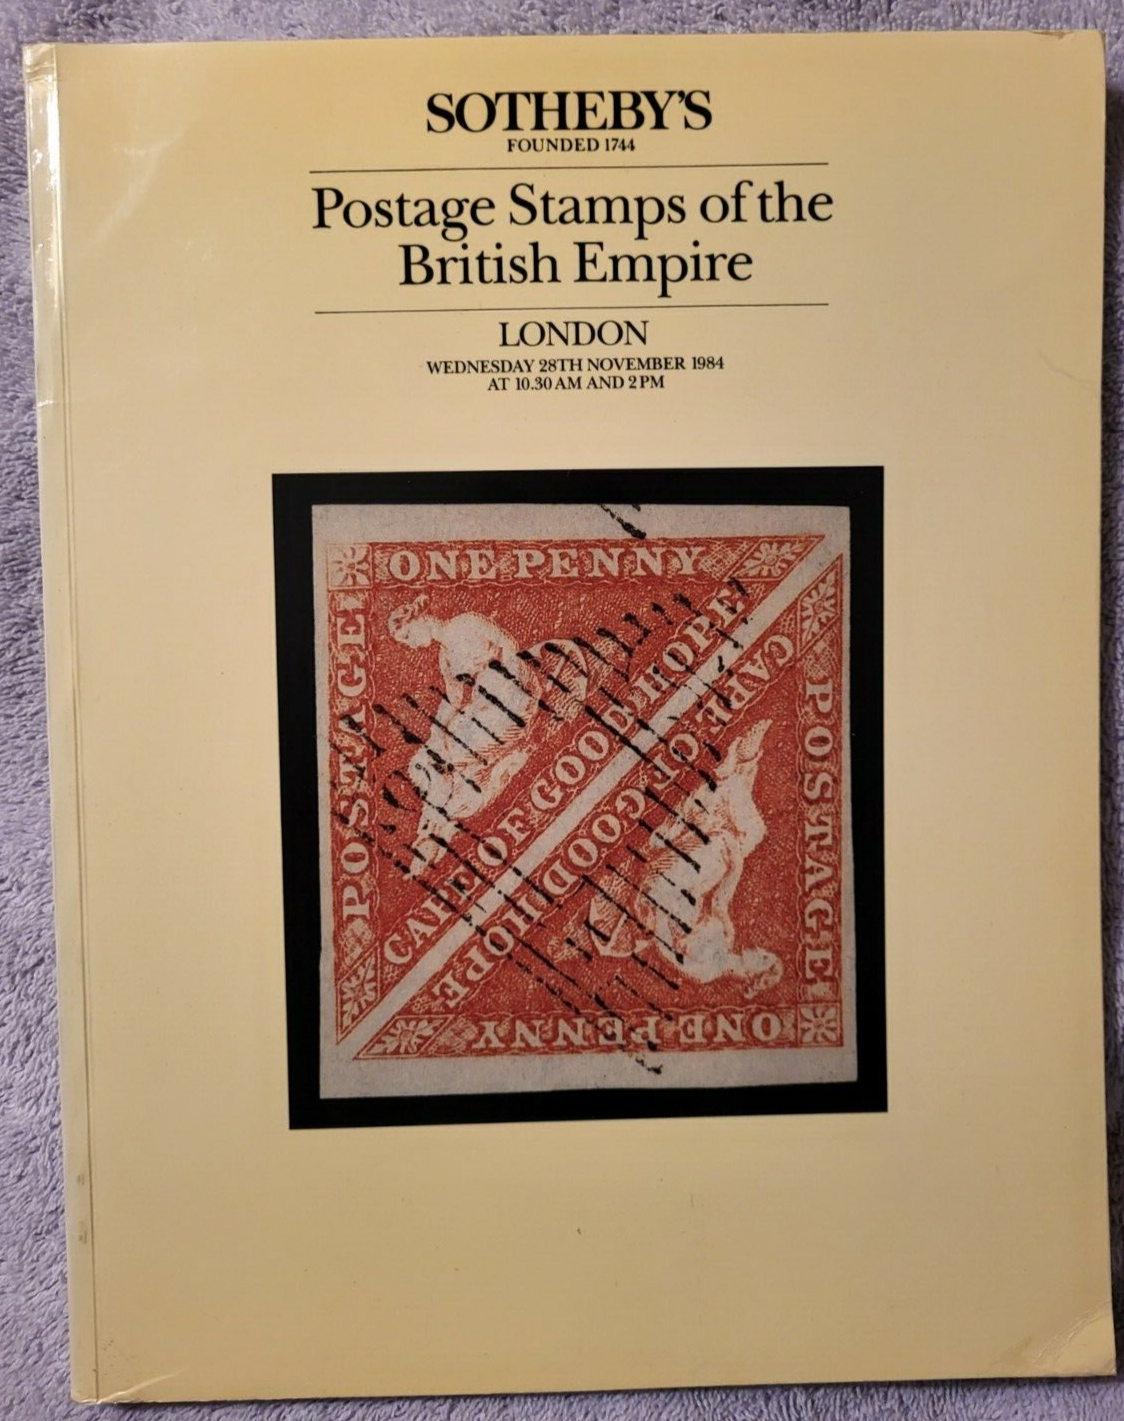 SOTHEBY'S
FOUNDED 1744
Postage Stamps of the
British Empire
LONDON
WEDNESDAY 28TH NOVEMBER 1984
AT 10.30 AM AND 2 PM
ONE PENNY
POSTAGE
CAPE OF GOOD HOPE
CAPE OF GOOD HOPE
POSTAGE
ONE PENNY